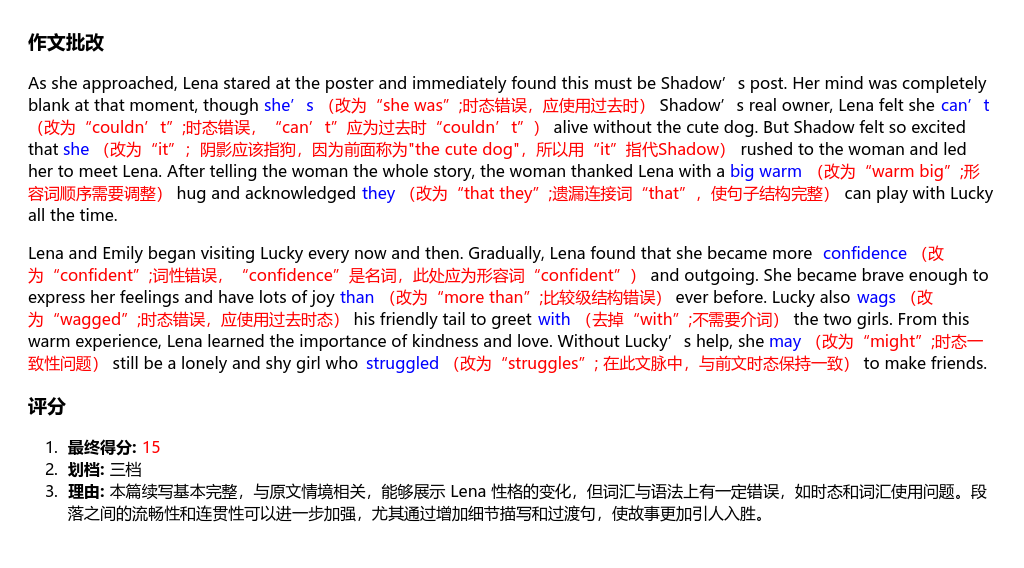 作文批改
As she approached, Lena stared at the poster and immediately found this must be Shadow’s post. Her mind was completely
blank at that moment, though she’s（改为“she was”;时态错误，应使用过去时） Shadow’s real owner, Lena felt she can’t
（改为“couldn’t”;时态错误，“can’t”应为过去时“couldn’t”） alive without the cute dog. But Shadow felt so excited
that she（改为“it”；阴影应该指狗，因为前面称为"the cute dog"，所以用“it”指代Shadow） rushed to the woman and led
her to meet Lena. After telling the woman the whole story, the woman thanked Lena with a big warm（改为“warm big”;形
容词顺序需要调整） hug and acknowledged they（改为“that they”;遗漏连接词“that”，使句子结构完整） can play with Lucky
all the time.
Lena and Emily began visiting Lucky every now and then. Gradually, Lena found that she became more confidence（改
为“confident”;词性错误，“confidence”是名词，此处应为形容词“confident”） and outgoing. She became brave enough to
express her feelings and have lots of joy than（改为“more than”;比较级结构错误） ever before. Lucky also wags（改
为“wagged”;时态错误，应使用过去时态） his friendly tail to greet with（去掉“with”;不需要介词） the two girls. From this
warm experience, Lena learned the importance of kindness and love. Without Lucky’s help, she may（改为“might”;时态一
致性问题） still be a lonely and shy girl who struggled（改为“struggles”; 在此文脉中，与前文时态保持一致） to make friends.
评分
1. 最终得分: 15
2. 划档: 三档
3. 理由: 本篇续写基本完整，与原文情境相关，能够展示 Lena 性格的变化，但词汇与语法上有一定错误，如时态和词汇使用问题。段
落之间的流畅性和连贯性可以进一步加强，尤其通过增加细节描写和过渡句，使故事更加引人入胜。